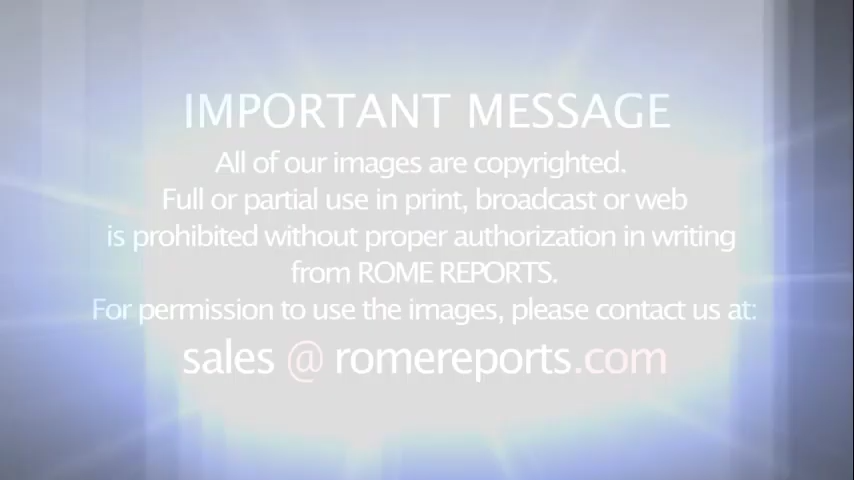 IMPORTANT MESSAGE
All of our images are copyrighted.
Full or partial use in print, broadcast or web
is prohibited without proper authorization in writing
from ROME REPORTS.
For permission to use the images, please contact us at:
sales @ romereports.com